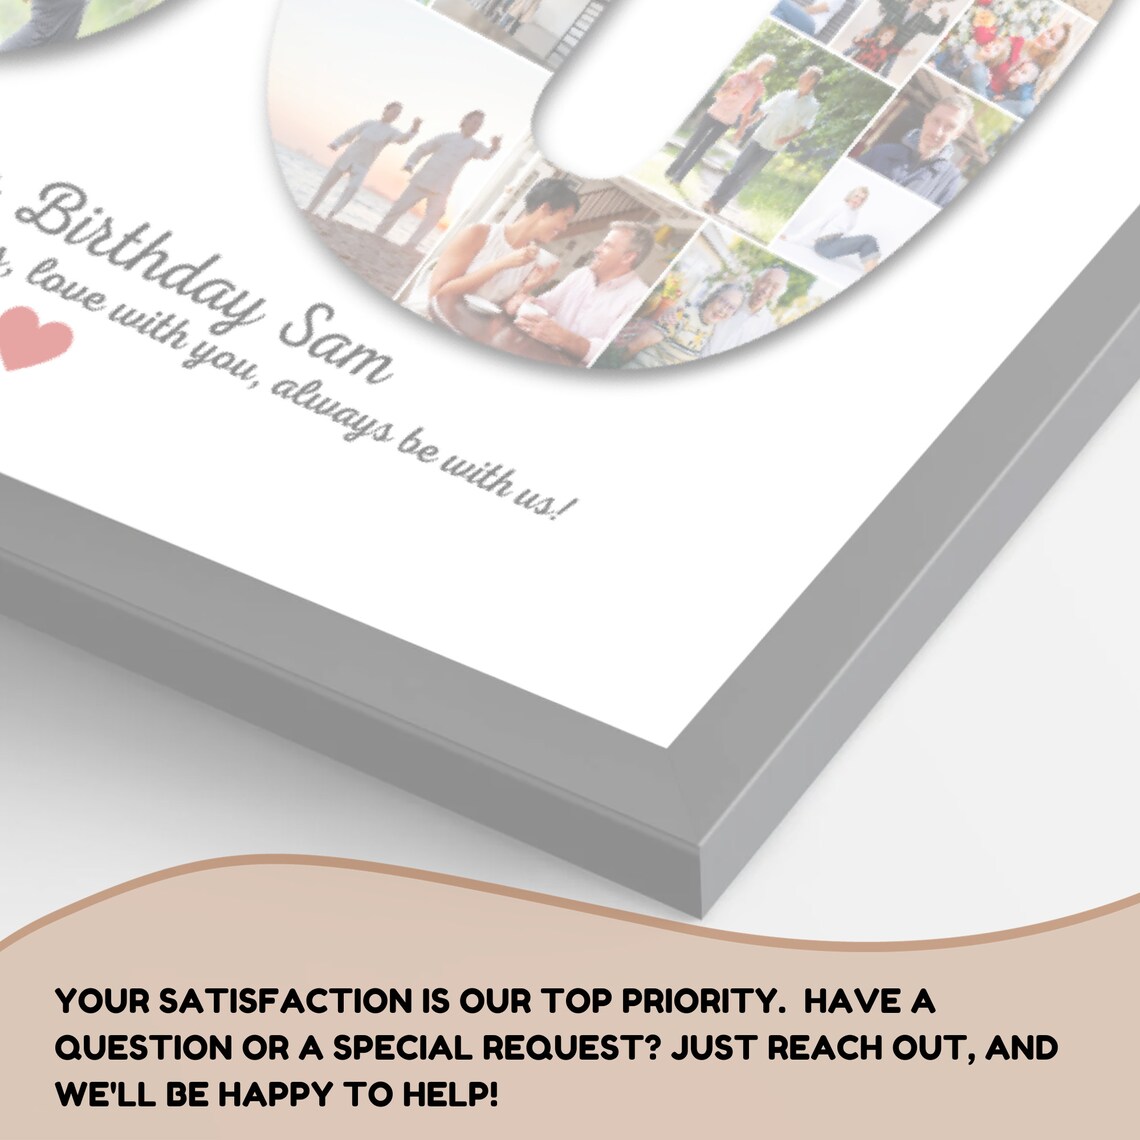 Birthday Sam
love with you, always be with us!
YOUR SATISFACTION IS OUR TOP PRIORITY. HAVE A
QUESTION OR A SPECIAL REQUEST? JUST REACH OUT, AND
WE'LL BE HAPPY TO HELP!